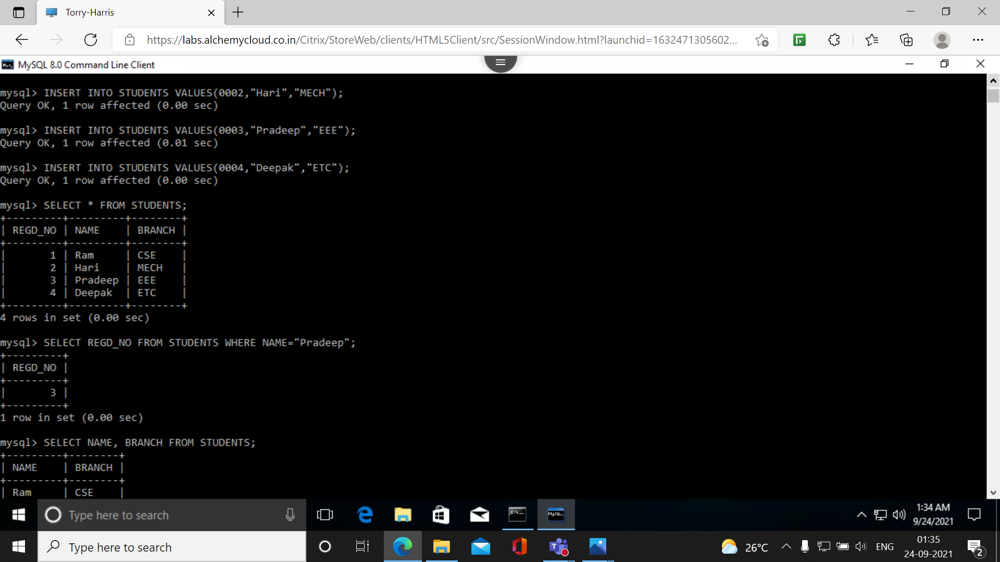 Torry-Harris
https://labs.alchemycloud.co.in/Citrix/StoreWeb/clients/HTML5Client/src/SessionWindow.html?launchid=1632471305602...
MySQL 8.0 Command Line Client
mysql> INSERT INTO STUDENTS VALUES(0002,"Hari","MECH");
Query OK, 1 row affected (0.00 sec)
mysql> INSERT INTO STUDENTS VALUES(0003,"Pradeep","EEE");
Query OK, 1 row affected (0.01 sec)
mysql> INSERT INTO STUDENTS VALUES(0004,"Deepak","ETC");
Query OK, 1 row affected (0.00 sec)
mysql> SELECT * FROM STUDENTS;
+---------+---------+--------+
| REGD_NO | NAME    | BRANCH |
+---------+---------+--------+
|       1 | Ram     | CSE    |
|       2 | Hari    | MECH   |
|       3 | Pradeep | EEE    |
|       4 | Deepak  | ETC    |
+---------+---------+--------+
4 rows in set (0.00 sec)
mysql> SELECT REGD_NO FROM STUDENTS WHERE NAME="Pradeep";
+---------+
| REGD_NO |
+---------+
|       3 |
+---------+
1 row in set (0.00 sec)
mysql> SELECT NAME, BRANCH FROM STUDENTS;
+---------+--------+
| NAME    | BRANCH |
+---------+--------+
| Ram     | CSE    |
Type here to search
1:34 AM
9/24/2021
Type here to search
26°C
ENG
01:35
24-09-2021
2